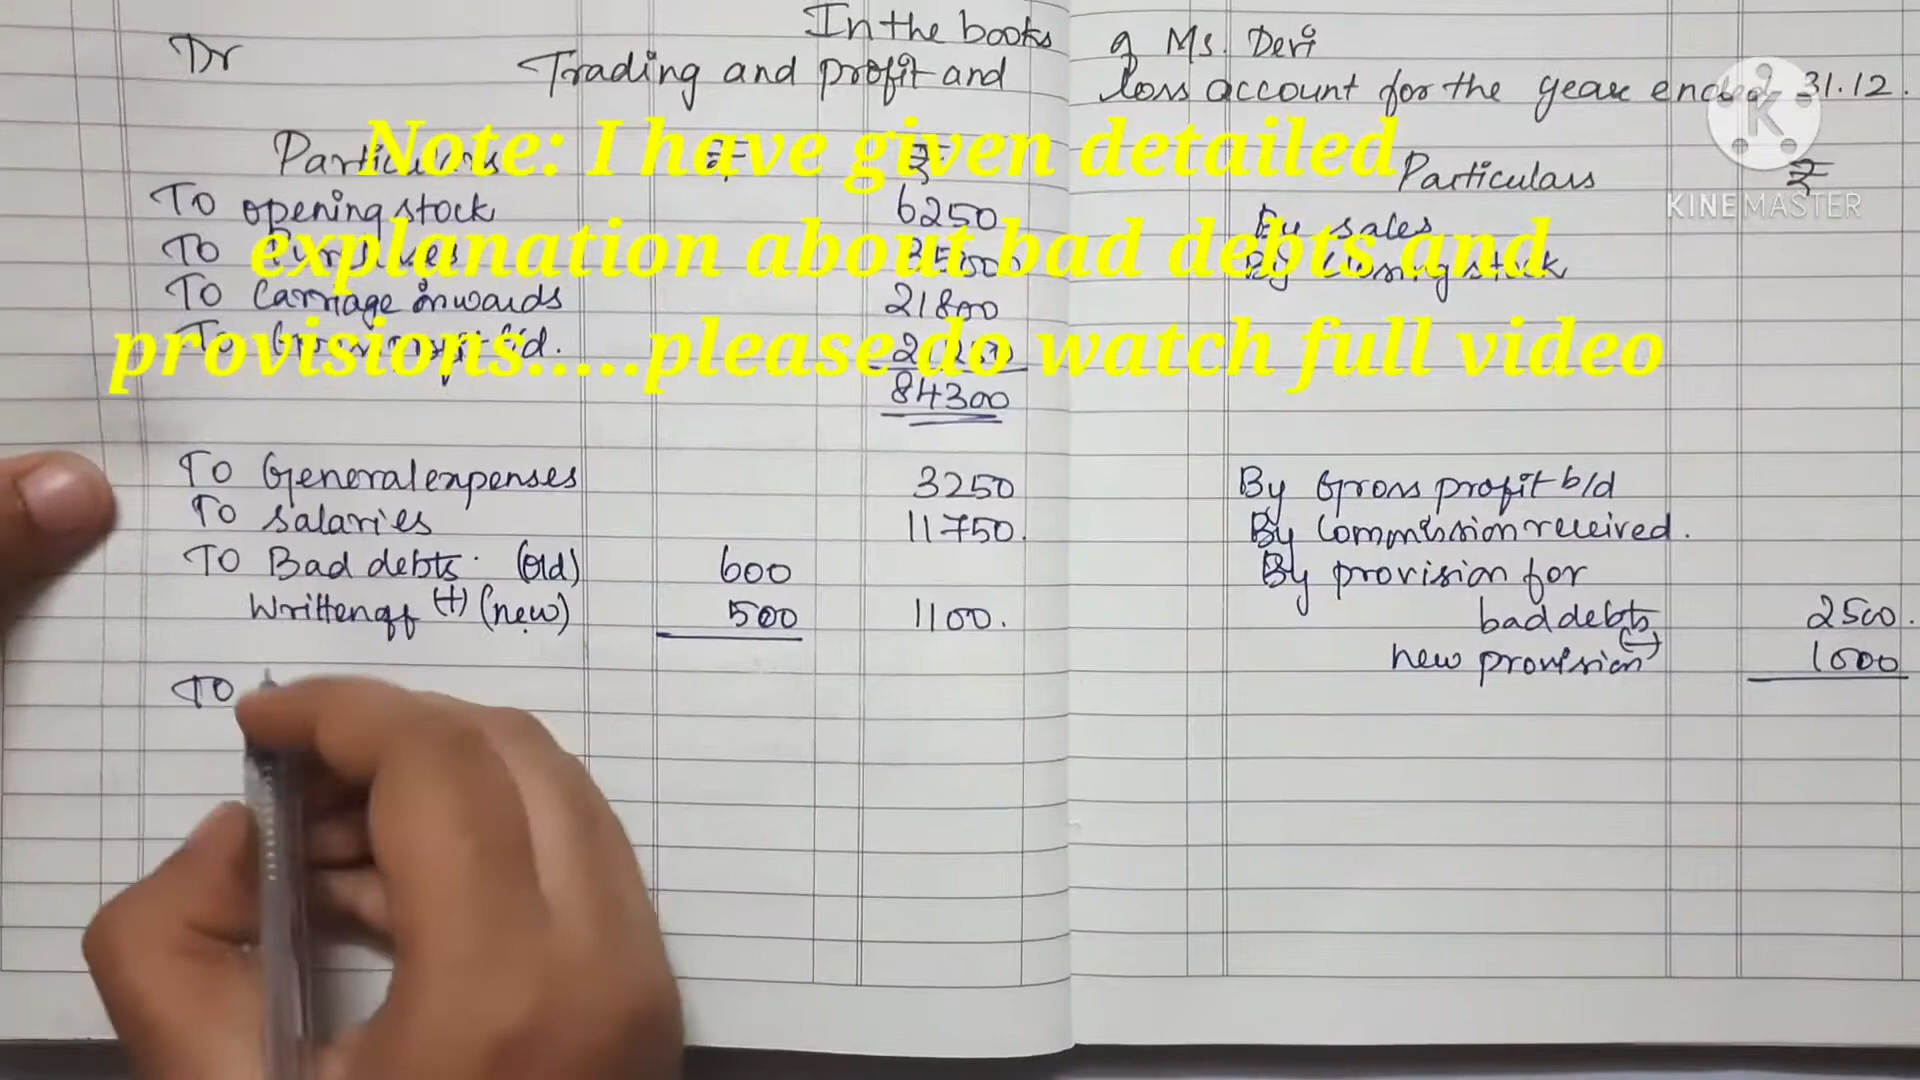 In the books of Ms. Devi
Dr
Trading and profit and loss account for the year ended 31.12.
Note: I have given detailed
explanation about bad debts and
provisions.....please do watch full video
KINEMASTER
Particulars ₹ ₹ Particulars ₹
To opening stock 6250 By sales
To Purchases By closing stock
To Carriage inwards 21800
To
84300
To General expenses 3250 By Gross profit b/d
To salaries 11750. By Commission received.
To Bad debts. (old) 600 By provision for
Written off (+) (new) 500 1100. bad debts 2500.
new provision (-) 1000
To